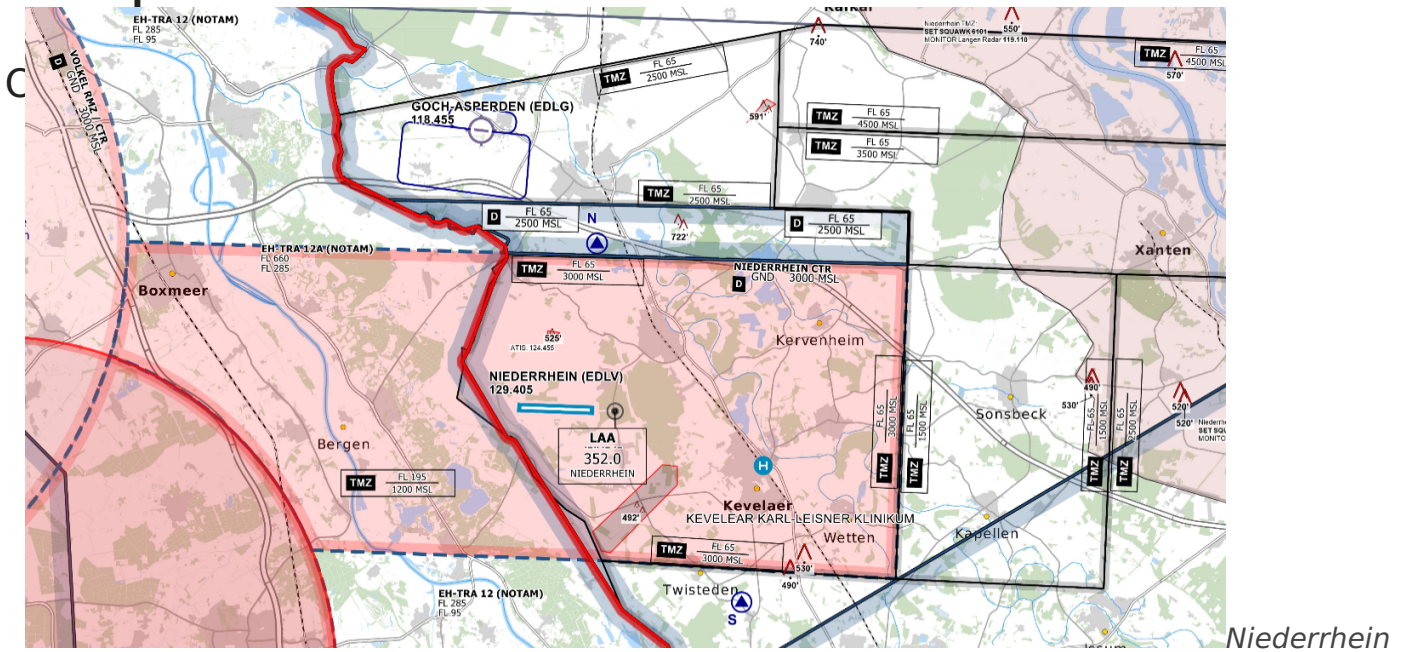 EH-TRA 12 (NOTAM)
FL 285
FL 95
VOLKEL RMZ / CTR
D GND 3000 MSL
Kalkar
740'
Niederrhein TMZ:
SET SQUAWK 6101
MONITOR Langen Radar 119.110
550'
TMZ FL 65
4500 MSL
570'
TMZ FL 65
2500 MSL
GOCH-ASPERDEN (EDLG)
118.455
591'
TMZ FL 65
4500 MSL
TMZ FL 65
3500 MSL
TMZ FL 65
2500 MSL
D FL 65
2500 MSL
N
722'
D FL 65
2500 MSL
Xanten
EH-TRA 12A (NOTAM)
FL 660
FL 285
Boxmeer
TMZ FL 65
3000 MSL
NIEDERRHEIN CTR
D GND 3000 MSL
525'
ATIS: 124.455
Kervenheim
NIEDERRHEIN (EDLV)
129.405
LAA
352.0
NIEDERRHEIN
Bergen
TMZ FL 195
1200 MSL
492'
H
Kevelaer
KEVELEAR KARL-LEISNER KLINIKUM
Wetten
TMZ FL 65
3000 MSL
TMZ FL 65
1500 MSL
Sonsbeck
490'
530'
TMZ FL 65
1500 MSL
TMZ FL 65
2500 MSL
520'
520'
Kapellen
TMZ FL 65
3000 MSL
530'
490'
Twisteden
S
EH-TRA 12 (NOTAM)
FL 285
FL 95
Niederrhein